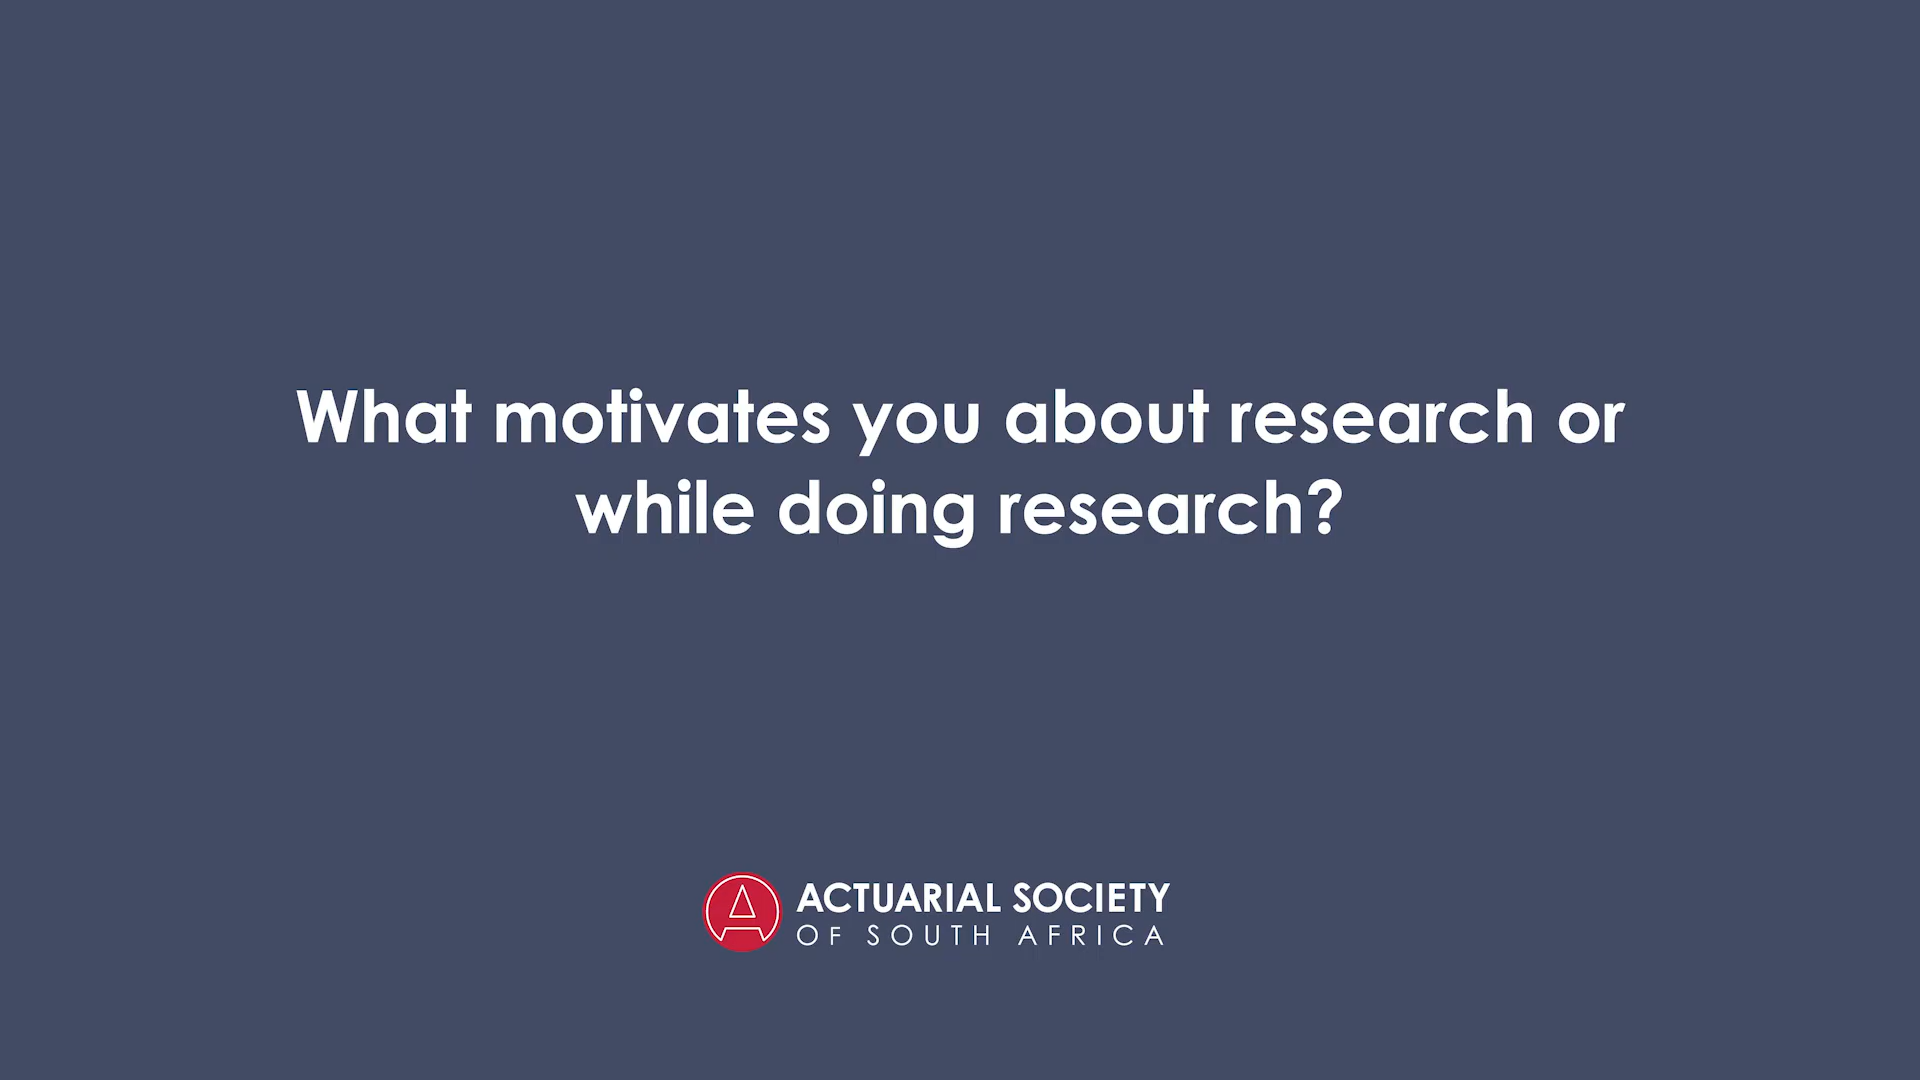 What motivates you about research or
while doing research?
ACTUARIAL SOCIETY
OF SOUTH AFRICA